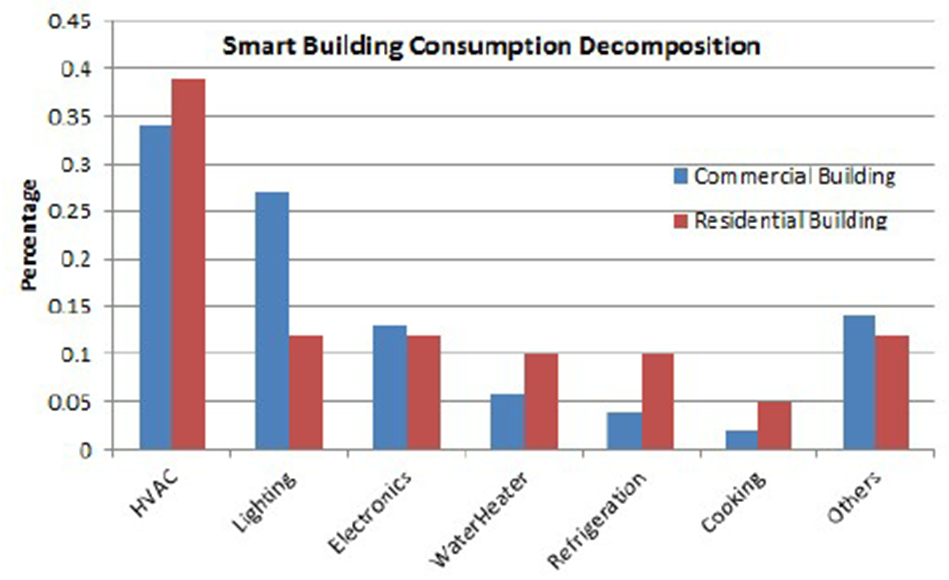 Smart Building Consumption Decomposition
Percentage
0.45
0.4
0.35
0.3
0.25
0.2
0.15
0.1
0.05
0
Commercial Building
Residential Building
HVAC
Lighting
Electronics
WaterHeater
Refrigeration
Cooking
Others